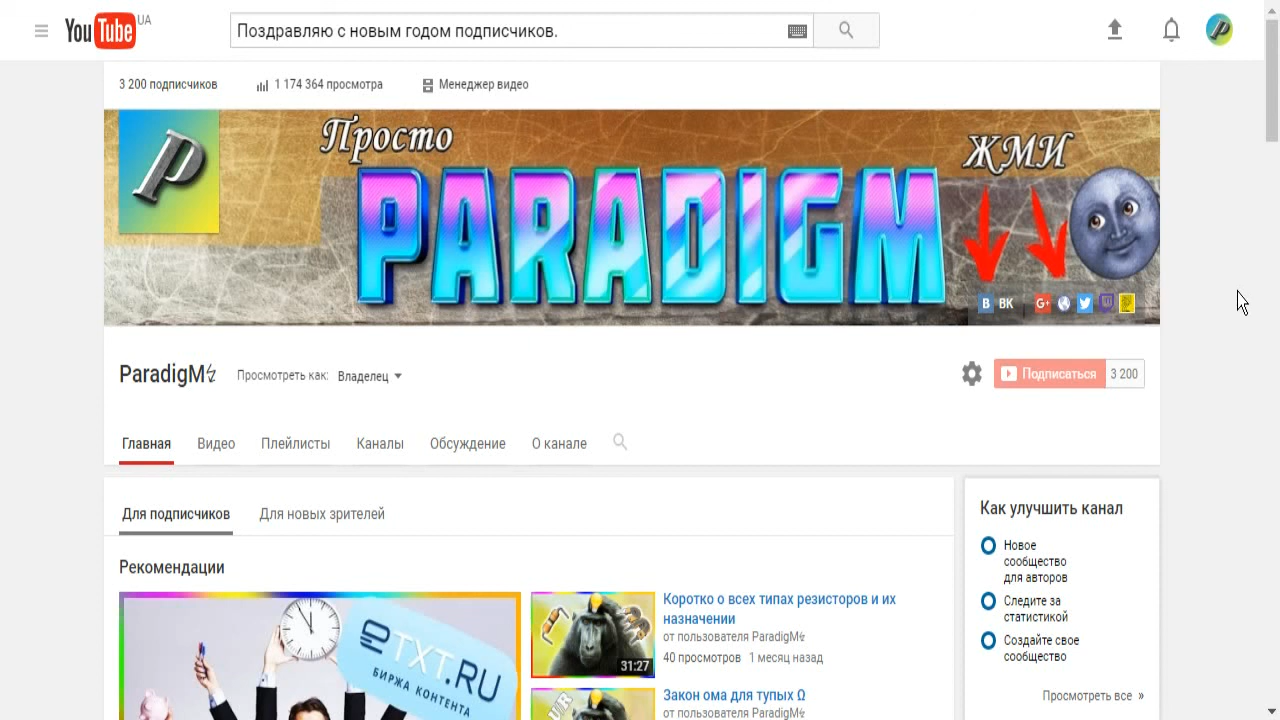 YouTube UA
Поздравляю с новым годом подписчиков.
3 200 подписчиков
1 174 364 просмотра
Менеджер видео
P
Просто
PARADIGM
ЖМИ
B ВК G+
ParadigMϟ
Просмотреть как: Владелец
Подписаться 3 200
Главная Видео Плейлисты Каналы Обсуждение О канале
Для подписчиков Для новых зрителей
Рекомендации
eTXT.RU
БИРЖА КОНТЕНТА
31:27
Коротко о всех типах резисторов и их
назначении
от пользователя ParadigMϟ
40 просмотров 1 месяц назад
Закон ома для тупых Ω
от пользователя ParadigMϟ
Как улучшить канал
Новое
сообщество
для авторов
Следите за
статистикой
Создайте свое
сообщество
Просмотреть все »